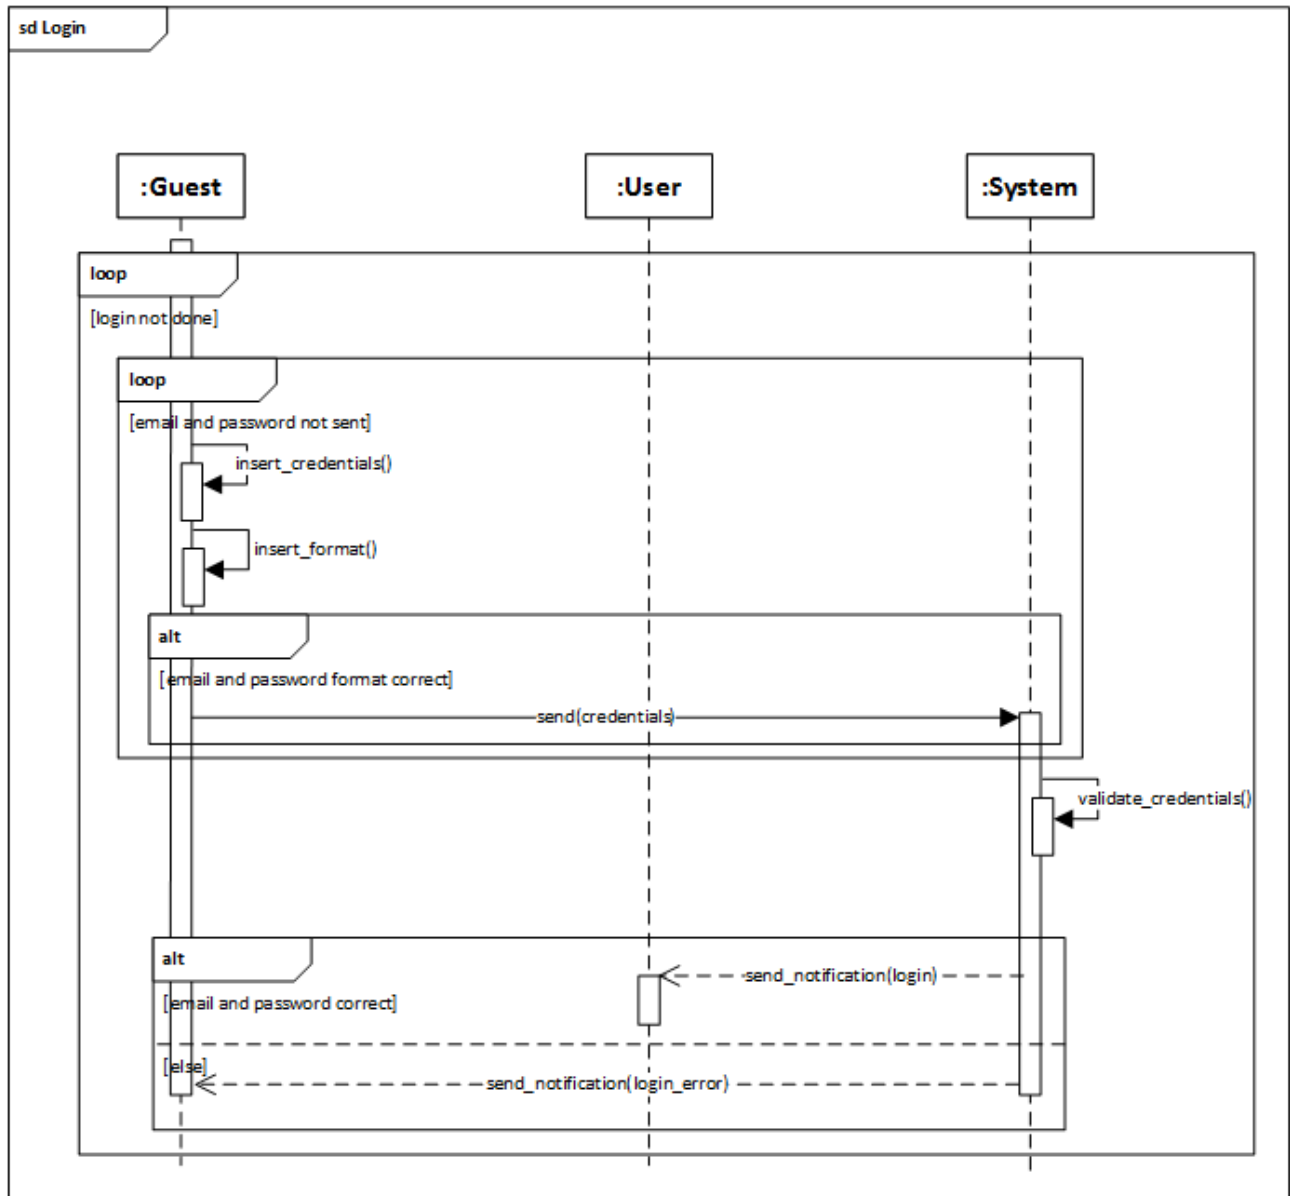 sd Login
:Guest
:User
:System
loop
[login not done]
loop
[email and password not sent]
insert_credentials()
insert_format()
alt
[email and password format correct]
send(credentials)
validate_credentials()
alt
send_notification(login)
[email and password correct]
[else]
send_notification(login_error)